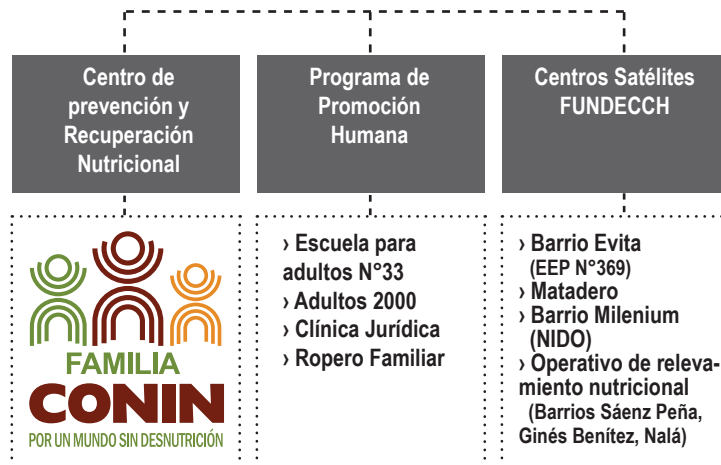 Centro de
prevención y
Recuperación
Nutricional
Programa de
Promoción
Humana
Centros Satélites
FUNDECCH
FAMILIA
CONIN
POR UN MUNDO SIN DESNUTRICIÓN
› Escuela para
adultos N°33
› Adultos 2000
› Clínica Jurídica
› Ropero Familiar
› Barrio Evita
(EEP N°369)
› Matadero
› Barrio Milenium
(NIDO)
› Operativo de releva-
miento nutricional
(Barrios Sáenz Peña,
Ginés Benítez, Nalá)